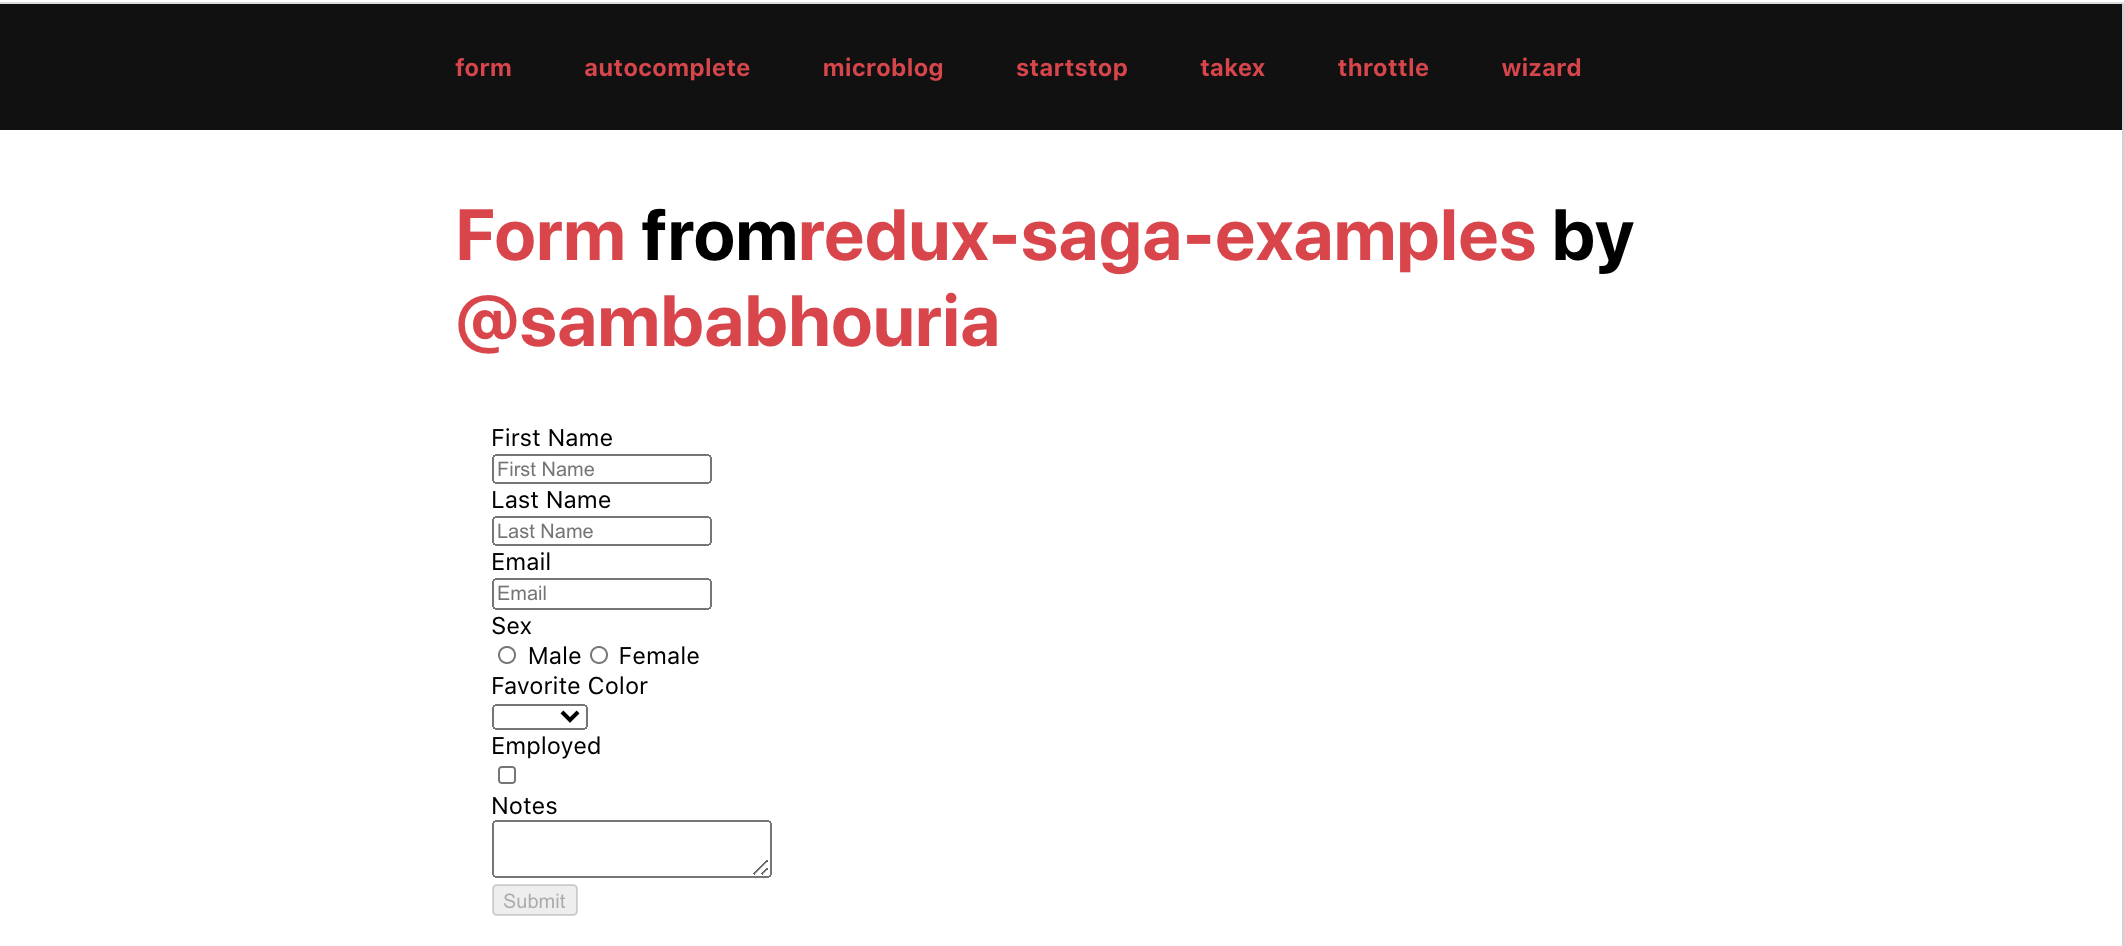 form autocomplete microblog startstop takex throttle wizard
Form fromredux-saga-examples by
@sambabhouria
First Name
First Name
Last Name
Last Name
Email
Email
Sex
Male Female
Favorite Color
Employed
Notes
Submit